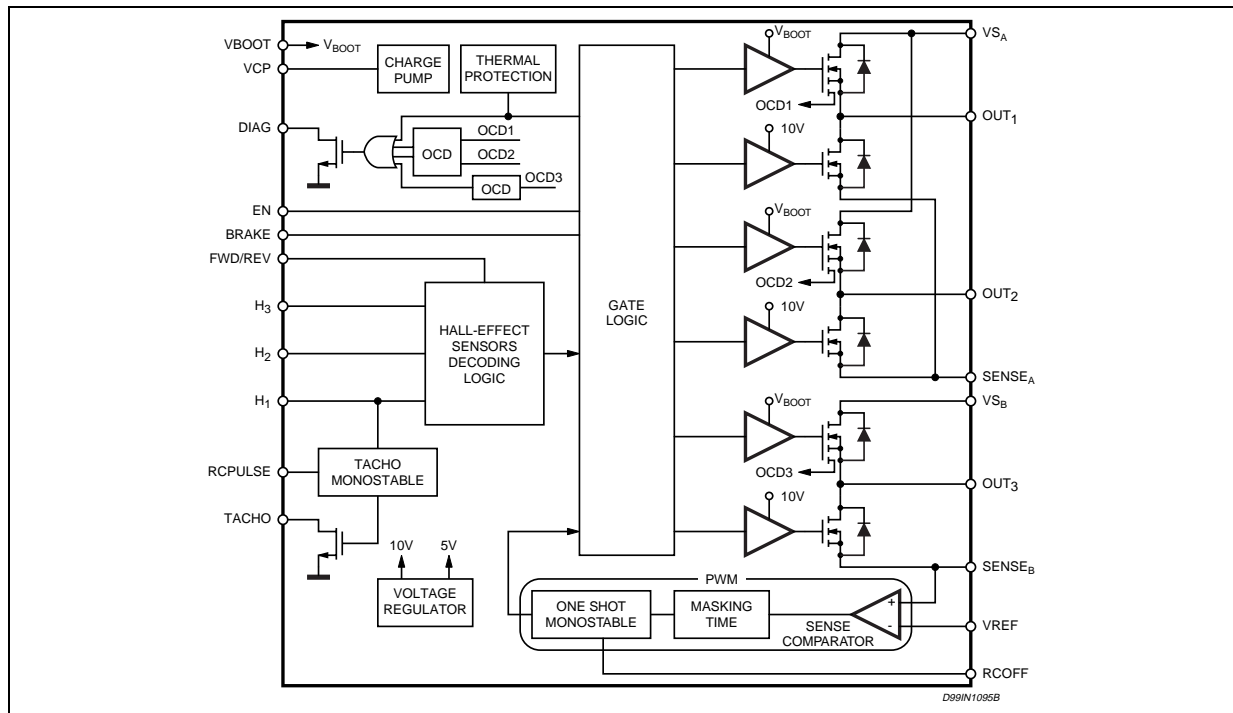 VBOOT
VBOOT
VCP
CHARGE
PUMP
THERMAL
PROTECTION
DIAG
OCD
OCD1
OCD2
OCD
OCD3
EN
BRAKE
FWD/REV
H3
H2
H1
HALL-EFFECT
SENSORS
DECODING
LOGIC
RCPULSE
TACHO
MONOSTABLE
TACHO
10V
5V
VOLTAGE
REGULATOR
GATE
LOGIC
VBOOT
OCD1
10V
VBOOT
OCD2
10V
VBOOT
OCD3
10V
VSA
OUT1
OUT2
SENSEA
VSB
OUT3
SENSEB
PWM
ONE SHOT
MONOSTABLE
MASKING
TIME
+
-
SENSE
COMPARATOR
VREF
RCOFF
D99IN1095B